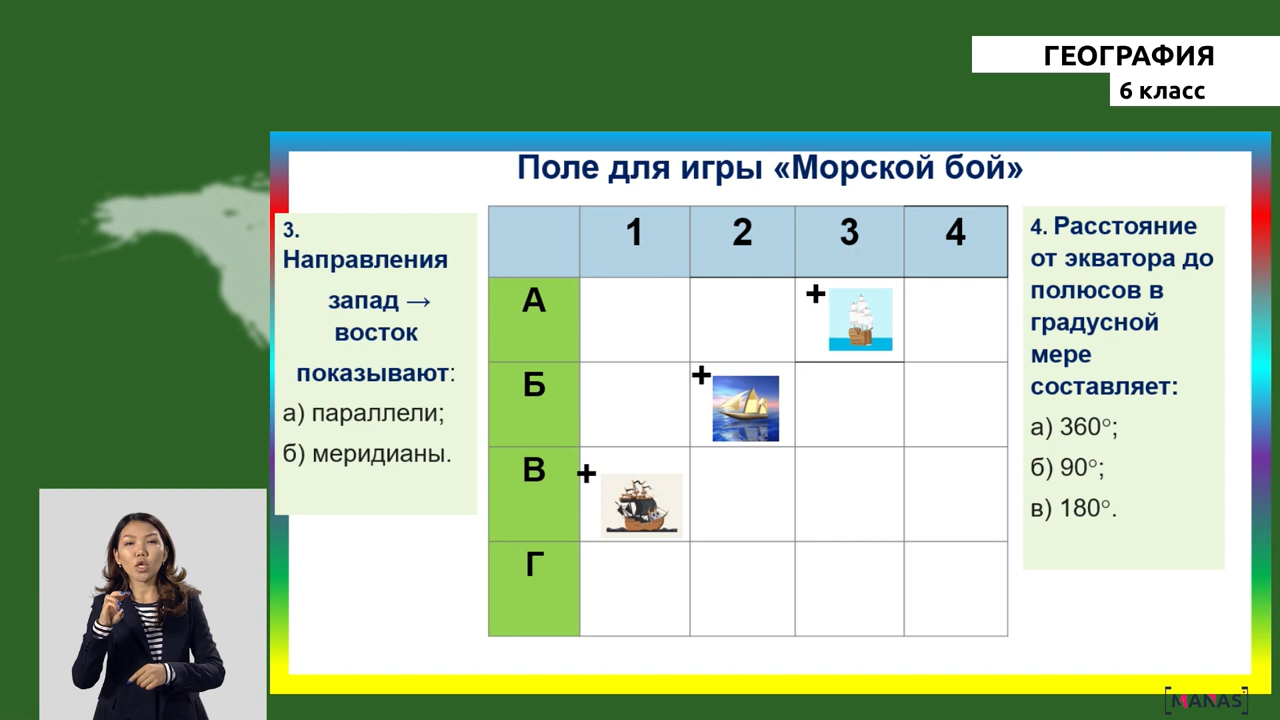 ГЕОГРАФИЯ
6 класс
Поле для игры «Морской бой»
3.
Направления
запад →
восток
показывают:
а) параллели;
б) меридианы.
1 2 3 4
А +
Б +
В +
Г
4. Расстояние
от экватора до
полюсов в
градусной
мере
составляет:
а) 360°;
б) 90°;
в) 180°.
[MANAS]